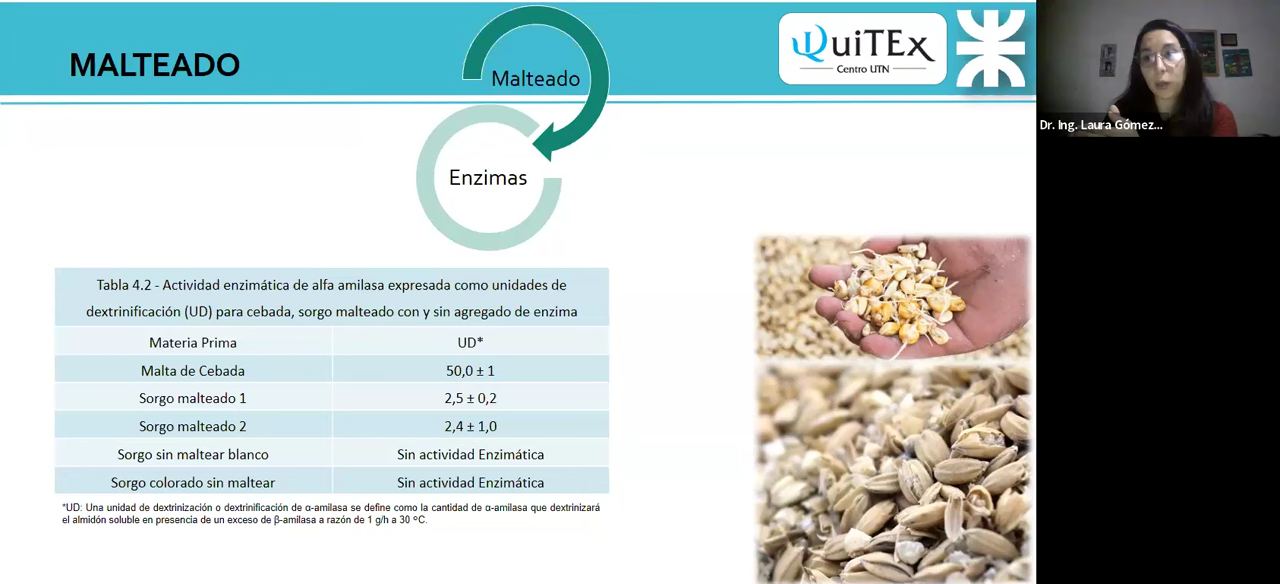 MALTEADO
Malteado
Enzimas
QuiTEx
Centro UTN
Dr. Ing. Laura Gómez...
Tabla 4.2 - Actividad enzimática de alfa amilasa expresada como unidades de
dextrinificación (UD) para cebada, sorgo malteado con y sin agregado de enzima
Materia Prima UD*
Malta de Cebada 50,0 ± 1
Sorgo malteado 1 2,5 ± 0,2
Sorgo malteado 2 2,4 ± 1,0
Sorgo sin maltear blanco Sin actividad Enzimática
Sorgo colorado sin maltear Sin actividad Enzimática
*UD: Una unidad de dextrinización o dextrinificación de α-amilasa se define como la cantidad de α-amilasa que dextrinizará
el almidón soluble en presencia de un exceso de β-amilasa a razón de 1 g/h a 30 ºC.